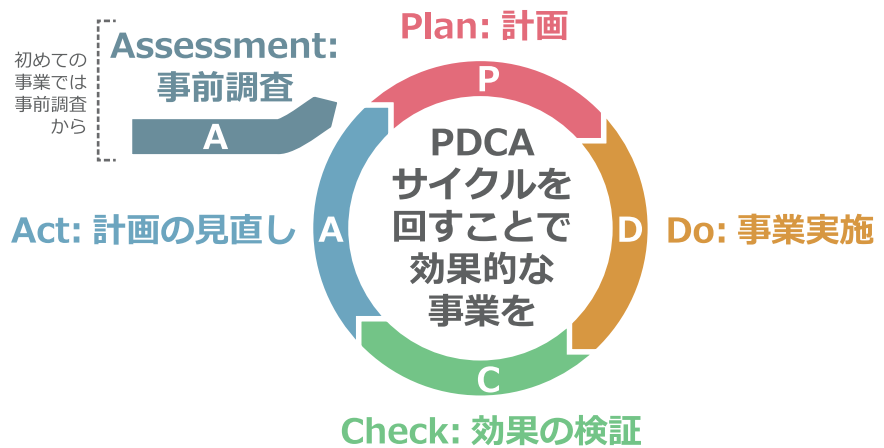 初めての
事業では
事前調査
から
Assessment:
事前調査
A
Plan: 計画
P
PDCA
サイクルを
回すことで
効果的な
事業を
Act: 計画の見直し
A
D
Do: 事業実施
C
Check: 効果の検証